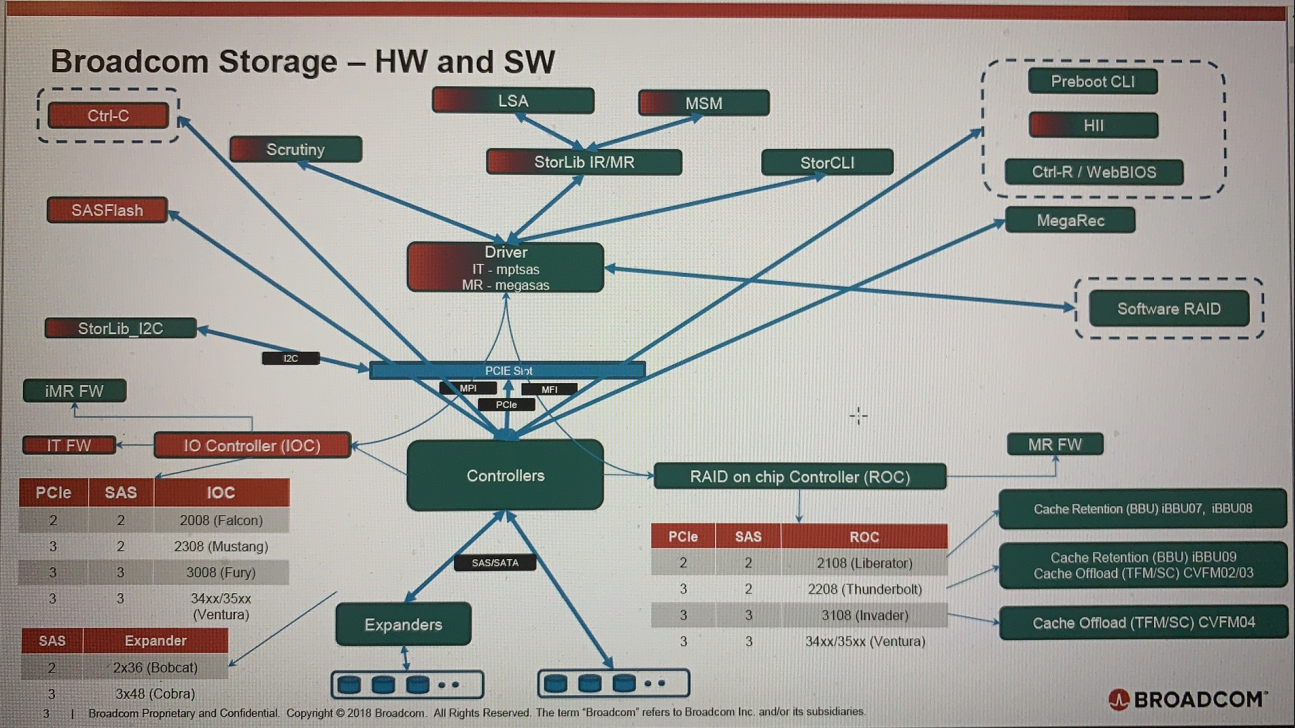 Broadcom Storage – HW and SW
Ctrl-C
LSA
MSM
Preboot CLI
HII
Ctrl-R / WebBIOS
Scrutiny
StorLib IR/MR
StorCLI
SASFlash
MegaRec
Driver
IT - mptsas
MR - megasas
Software RAID
StorLib_I2C
I2C
PCIE Slot
MPI
MFI
PCIe
iMR FW
IT FW
IO Controller (IOC)
Controllers
RAID on chip Controller (ROC)
MR FW
PCIe SAS IOC
2 2 2008 (Falcon)
3 2 2308 (Mustang)
3 3 3008 (Fury)
3 3 34xx/35xx
(Ventura)
SAS Expander
2 2x36 (Bobcat)
3 3x48 (Cobra)
SAS/SATA
Expanders
PCIe SAS ROC
2 2 2108 (Liberator)
3 2 2208 (Thunderbolt)
3 3 3108 (Invader)
3 3 34xx/35xx (Ventura)
Cache Retention (BBU) iBBU07, iBBU08
Cache Retention (BBU) iBBU09
Cache Offload (TFM/SC) CVFM02/03
Cache Offload (TFM/SC) CVFM04
3 | Broadcom Proprietary and Confidential. Copyright © 2018 Broadcom. All Rights Reserved. The term “Broadcom” refers to Broadcom Inc. and/or its subsidiaries.
BROADCOM